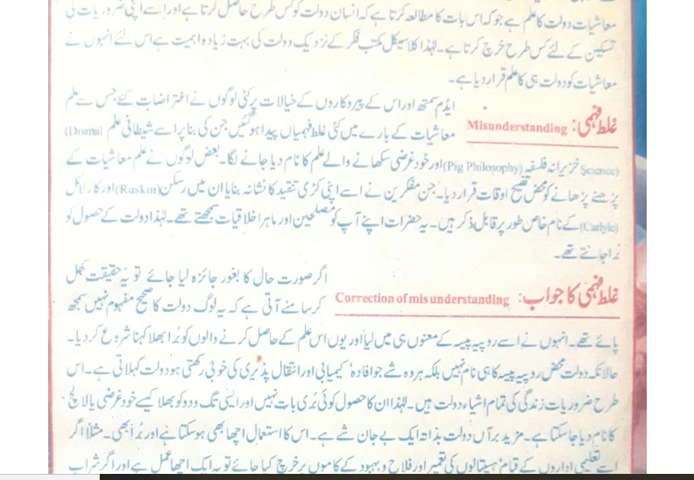 معاشیات دولت کا علم ہے جو کہ اس بات کا مطالعہ کرتا ہے کہ انسان دولت کو کس طرح حاصل کرتا ہے اور اسے اپنی ضروریات کی
تسکین کے لئے کس طرح خرچ کرتا ہے۔ لہٰذا کلاسیکل مکتب فکر کے نزدیک دولت کی بہت زیادہ اہمیت ہے اس لئے انہوں نے
معاشیات کو دولت ہی کا علم قرار دیا ہے۔
غلط فہمی: Misunderstanding ایڈم سمتھ اور اس کے پیروکاروں کے خیالات پر کئی لوگوں نے اعتراضات کئے جس سے علم
معاشیات کے بارے میں کئی غلط فہمیاں پیدا ہو گئیں جن کی بنا پر اسے شیطانی علم (Dismal
Science) خنزیرانہ فلسفہ (Pig Philosophy) اور خود غرضی سکھانے والے علم کا نام دیا جانے لگا۔ بعض لوگوں نے علم معاشیات کے
پڑھنے پڑھانے کو محض تضیع اوقات قرار دیا۔ جن مفکرین نے اسے اپنی کڑی تنقید کا نشانہ بنایا ان میں رسکن (Ruskin) اور کارلائل
(Carlyle) کے نام خاص طور پر قابل ذکر ہیں۔ یہ حضرات اپنے آپ کو مصلحین اور ماہر اخلاقیات سمجھتے تھے۔ لہٰذا دولت کے حصول کو
بُرا جانتے تھے۔
غلط فہمی کا جواب: Correction of mis understanding اگر صورت حال کا بغور جائزہ لیا جائے تو یہ حقیقت کھل
کر سامنے آتی ہے کہ یہ لوگ دولت کا صحیح مفہوم نہیں سمجھ
پائے تھے۔ انہوں نے اسے روپیہ پیسہ کے معنوں ہی میں لیا اور یوں اس علم کے حاصل کرنے والوں کو بُرا بھلا کہنا شروع کر دیا۔
حالانکہ دولت محض روپیہ پیسہ کا ہی نام نہیں بلکہ ہر وہ شے جو افادہ، کمیابی اور انتقال پذیری کی خوبی رکھتی ہو دولت کہلاتی ہے۔ اس
طرح ضروریات زندگی کی تمام اشیاء دولت ہیں۔ لہٰذا ان کا حصول کوئی بُری بات نہیں اور ایسی تگ و دو کو بھلا کیسے خود غرضی یا لالچ
کا نام دیا جا سکتا ہے۔ مزید برآں دولت بذاتہ ایک بے جان شے ہے۔ اس کا استعمال اچھا بھی ہو سکتا ہے اور بُرا بھی۔ مثلاً اگر
اسے تعلیمی اداروں کے قیام، ہسپتالوں کی تعمیر اور فلاح و بہبود کے کاموں پر خرچ کیا جائے تو یہ ایک اچھا عمل ہے اور اگر شراب